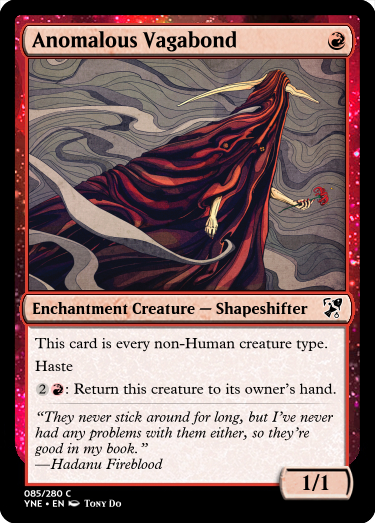 Anomalous Vagabond
Enchantment Creature — Shapeshifter
This card is every non-Human creature type.
Haste
2 : Return this creature to its owner's hand.
"They never stick around for long, but I've never
had any problems with them either, so they're
good in my book."
—Hadanu Fireblood
1/1
085/280 C
YNE • EN Tony Do